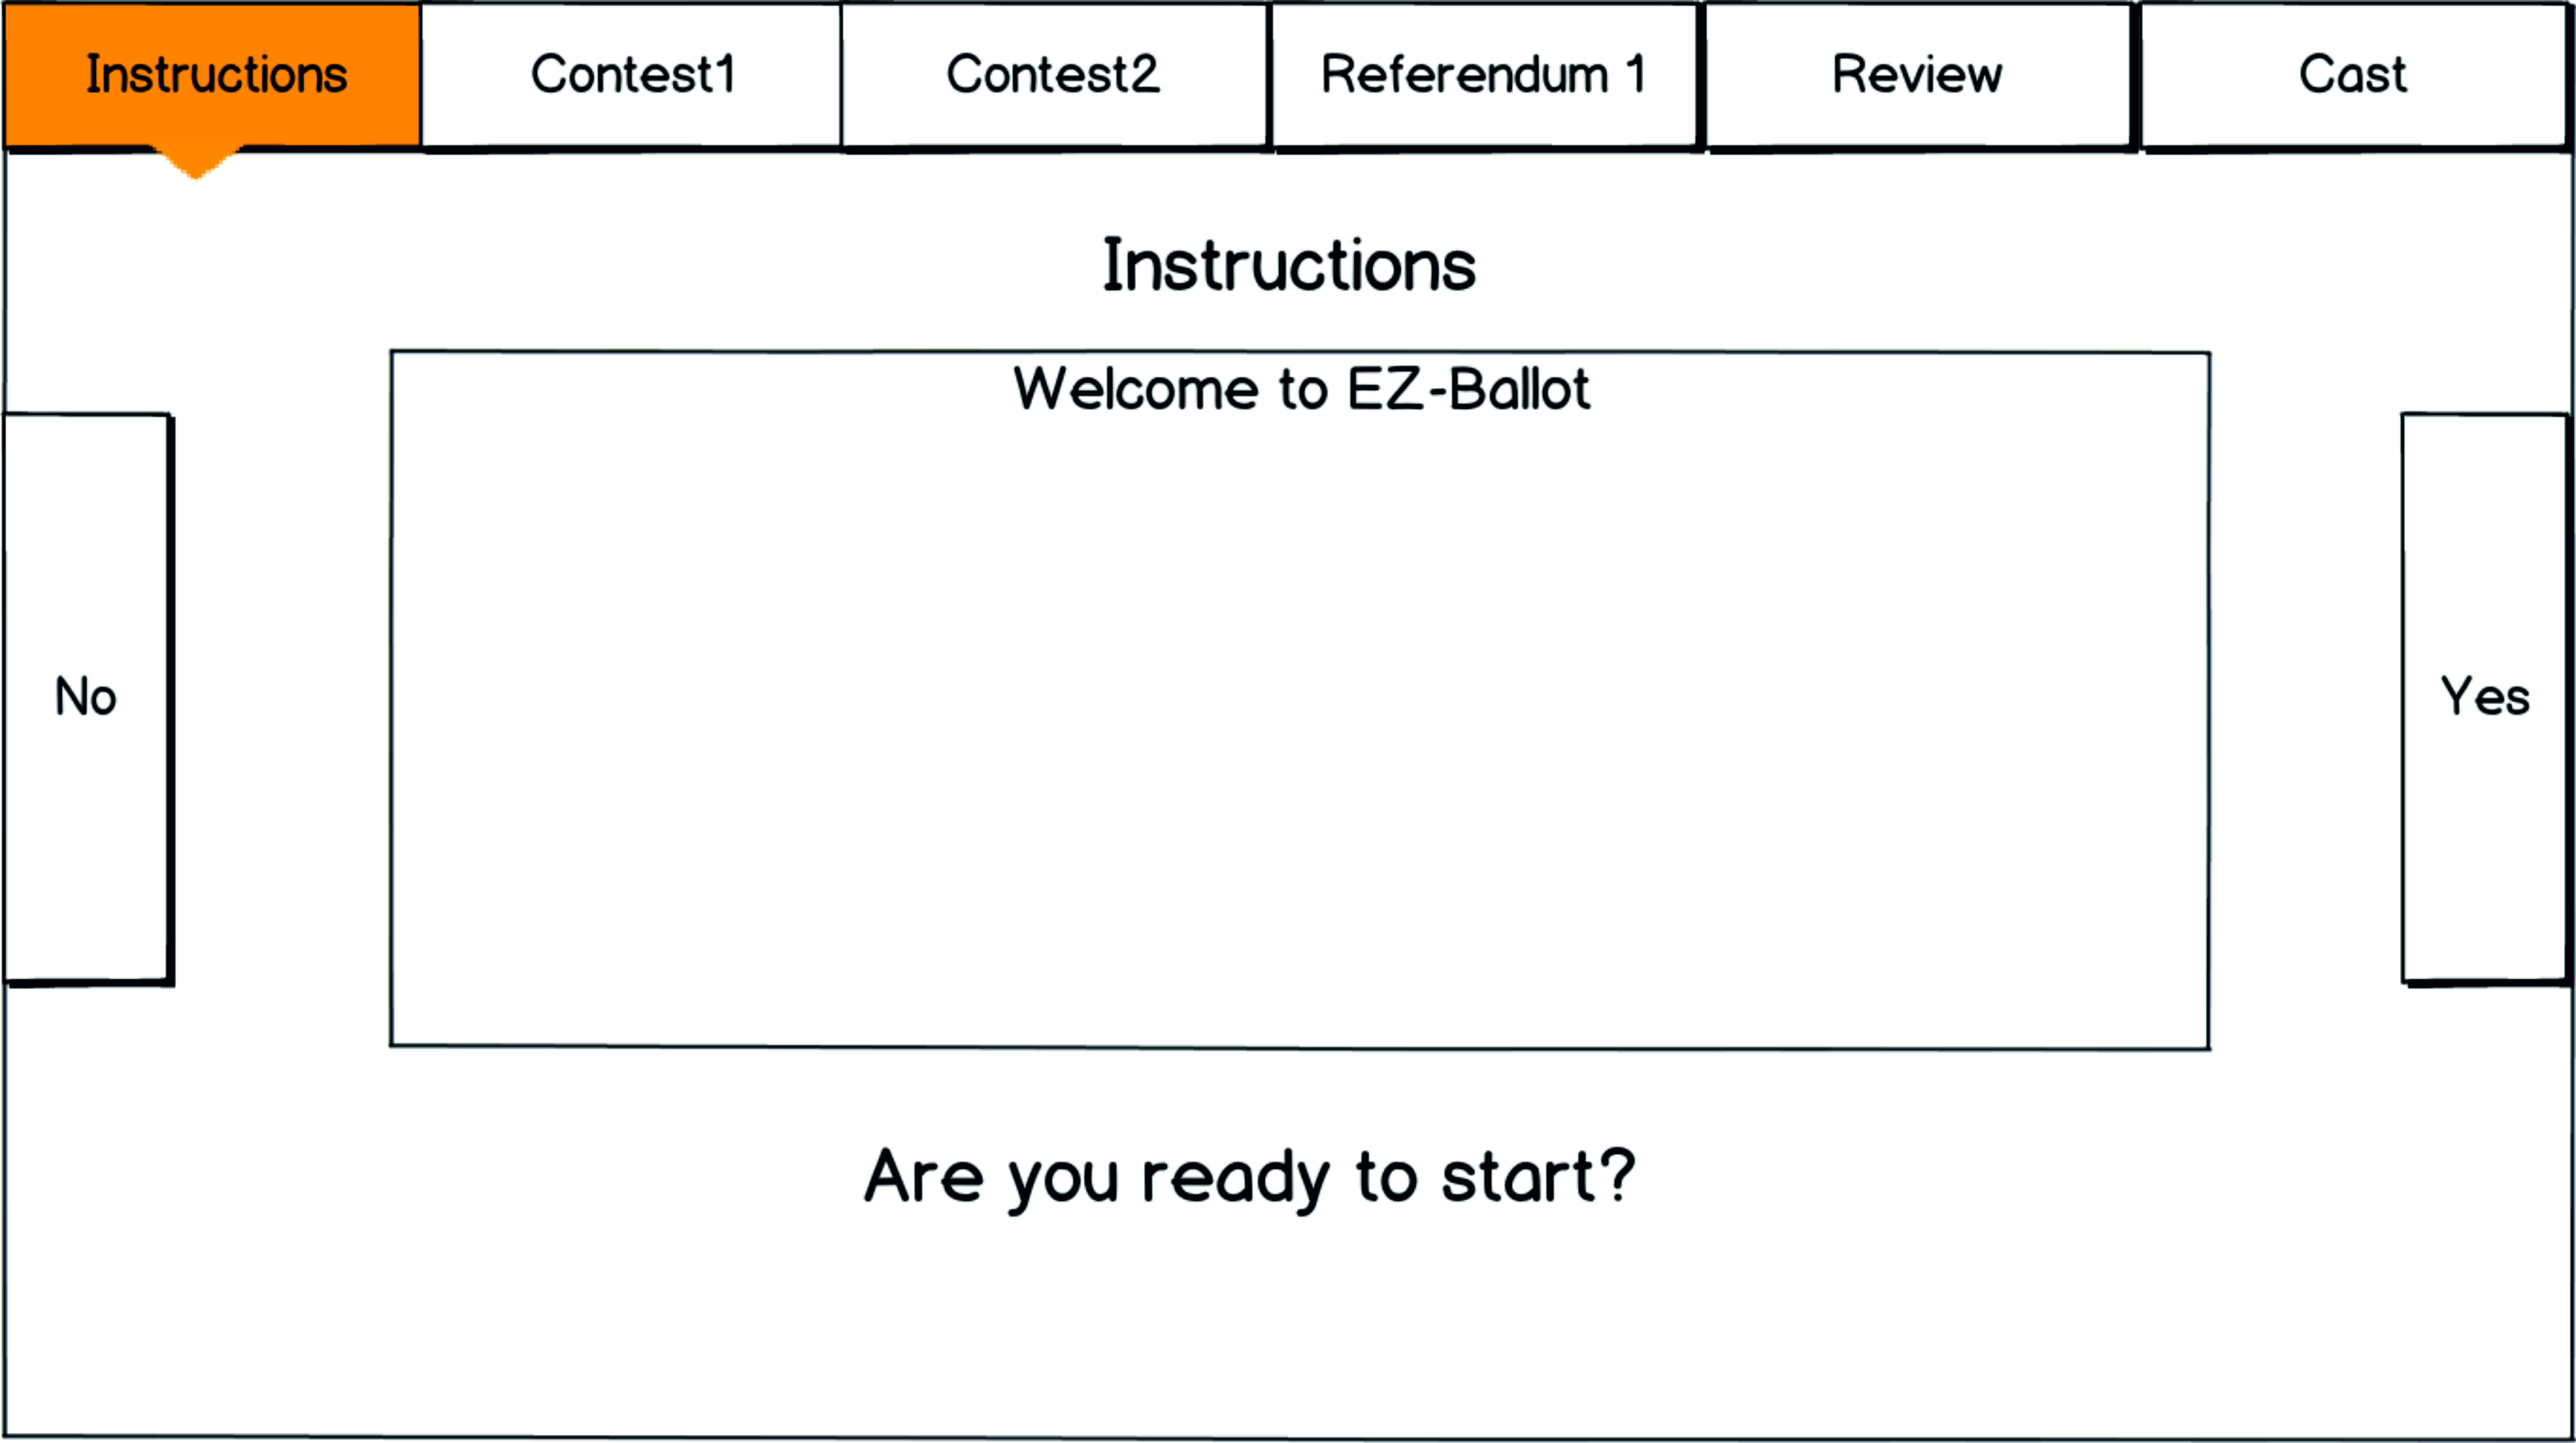 Instructions Contest1 Contest2 Referendum 1 Review Cast
Instructions
Welcome to EZ-Ballot
No
Yes
Are you ready to start?